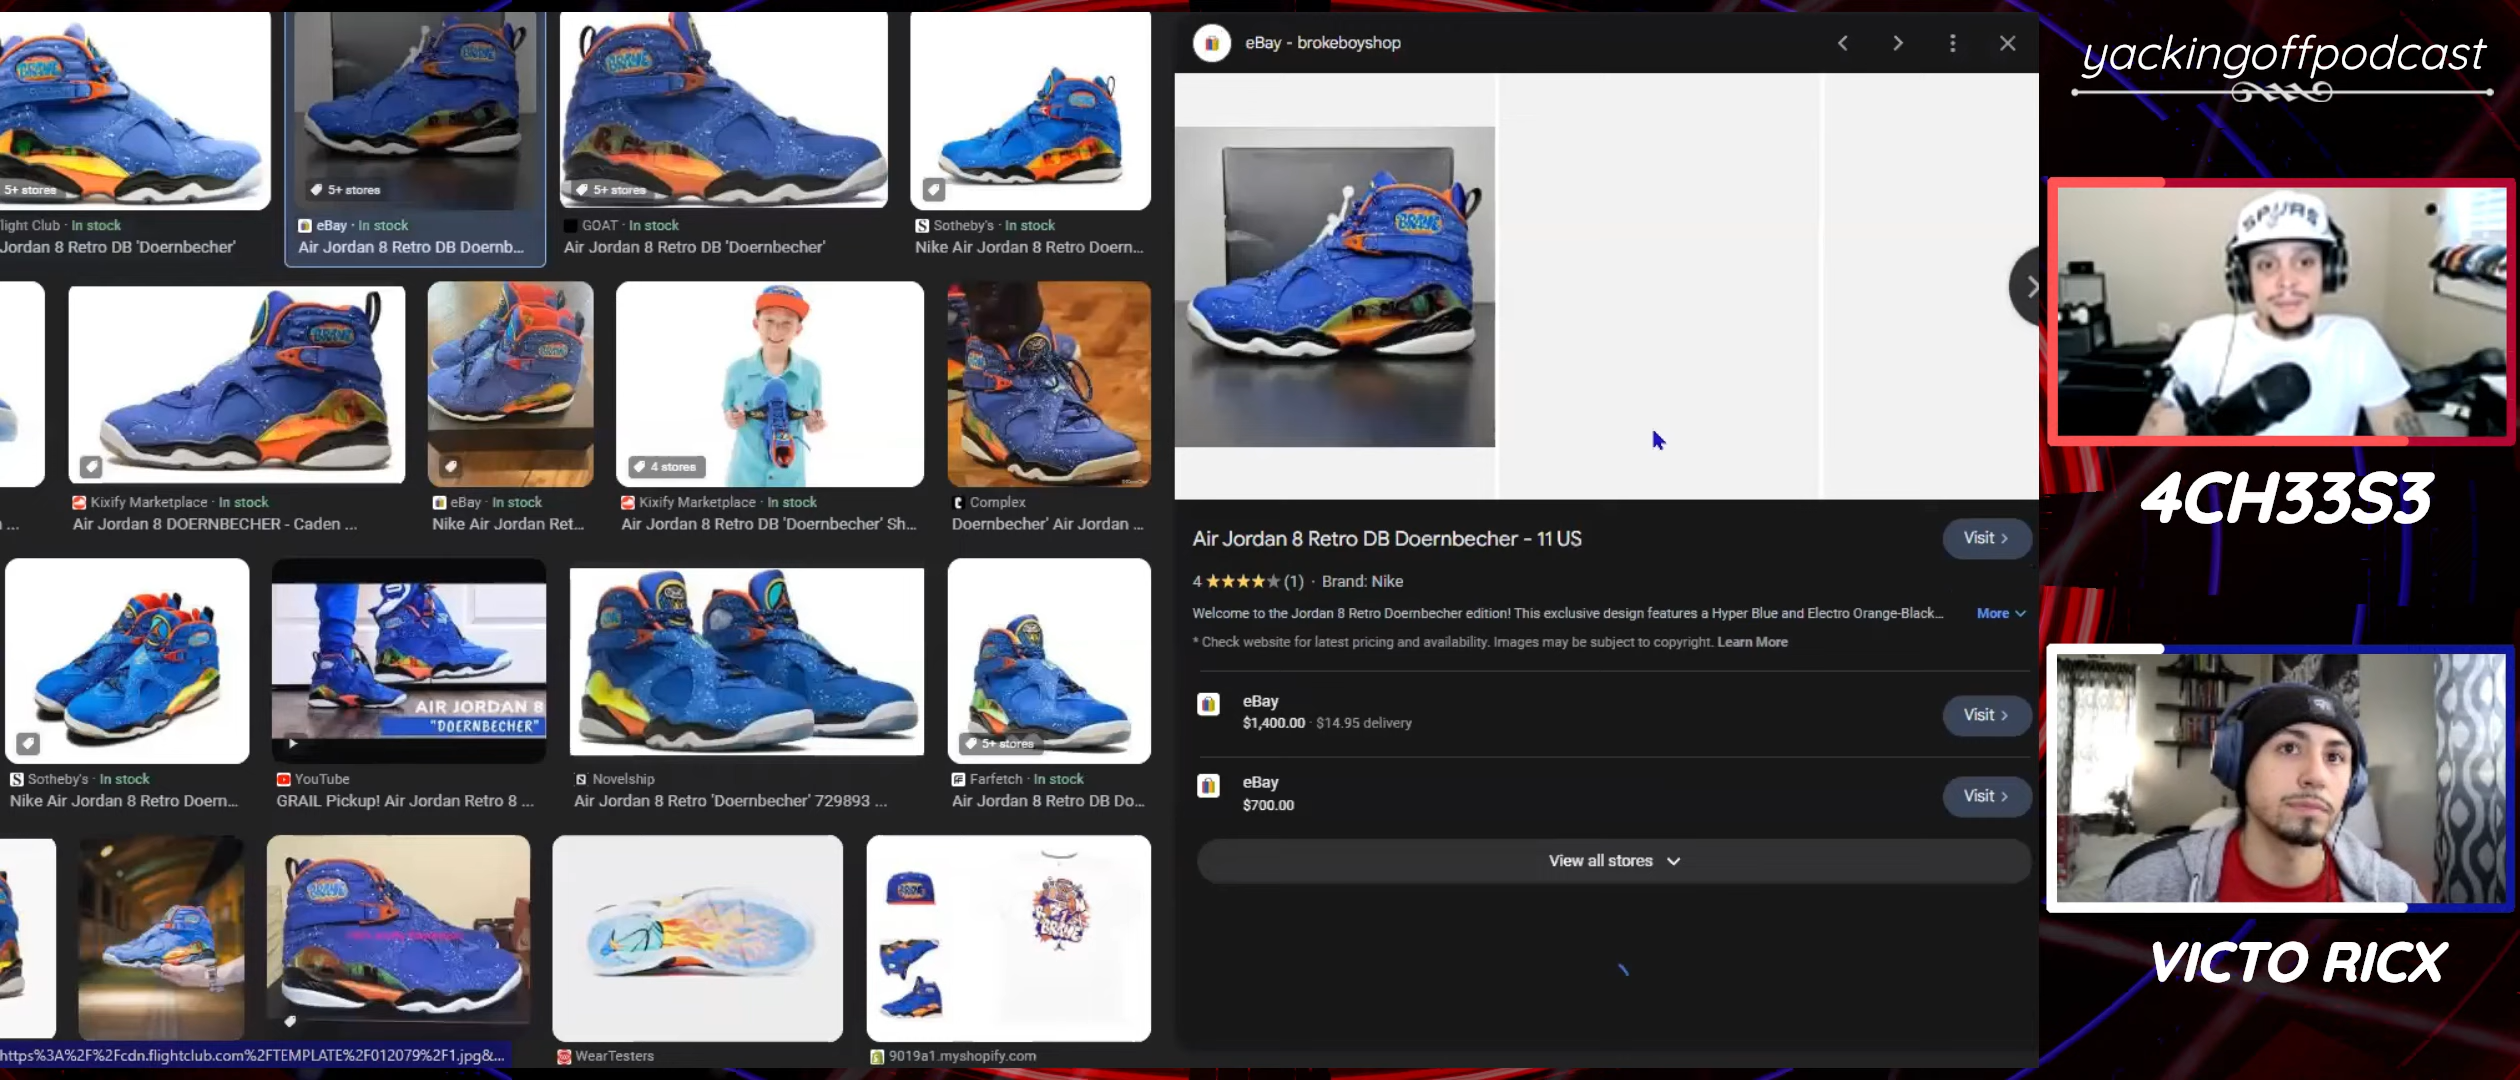 5+ stores
light Club · In stock
Jordan 8 Retro DB 'Doernbecher'
BRAVE
5+ stores
eBay · In stock
Air Jordan 8 Retro DB Doernb...
BRAVE
5+ stores
GOAT · In stock
Air Jordan 8 Retro DB 'Doernbecher'
Sotheby's · In stock
Nike Air Jordan 8 Retro Doern...
...
BRAVE
Kixify Marketplace · In stock
Air Jordan 8 DOERNBECHER - Caden ...
eBay · In stock
Nike Air Jordan Ret...
4 stores
Kixify Marketplace · In stock
Air Jordan 8 Retro DB 'Doernbecher' Sh...
Complex
Doernbecher' Air Jordan ...
Sotheby's · In stock
Nike Air Jordan 8 Retro Doern...
AIR JORDAN 8
"DOERNBECHER"
YouTube
GRAIL Pickup! Air Jordan Retro 8 ...
Novelship
Air Jordan 8 Retro 'Doernbecher' 729893 ...
5+ stores
Farfetch · In stock
Air Jordan 8 Retro DB Do...
BRAVE
WearTesters
BRAVE
BRAVE
9019a1.myshopify.com
https%3A%2F%2Fcdn.flightclub.com%2FTEMPLATE%2F012079%2F1.jpg&...
eBay - brokeboyshop
BRAVE
Air Jordan 8 Retro DB Doernbecher - 11 US
Visit
4 ★★★★★ (1) · Brand: Nike
Welcome to the Jordan 8 Retro Doernbecher edition! This exclusive design features a Hyper Blue and Electro Orange-Black... More
* Check website for latest pricing and availability. Images may be subject to copyright. Learn More
eBay
$1,400.00 · $14.95 delivery
Visit
eBay
$700.00
Visit
View all stores
yackingoffpodcast
SPURS
4CH33S3
VICTO RICX